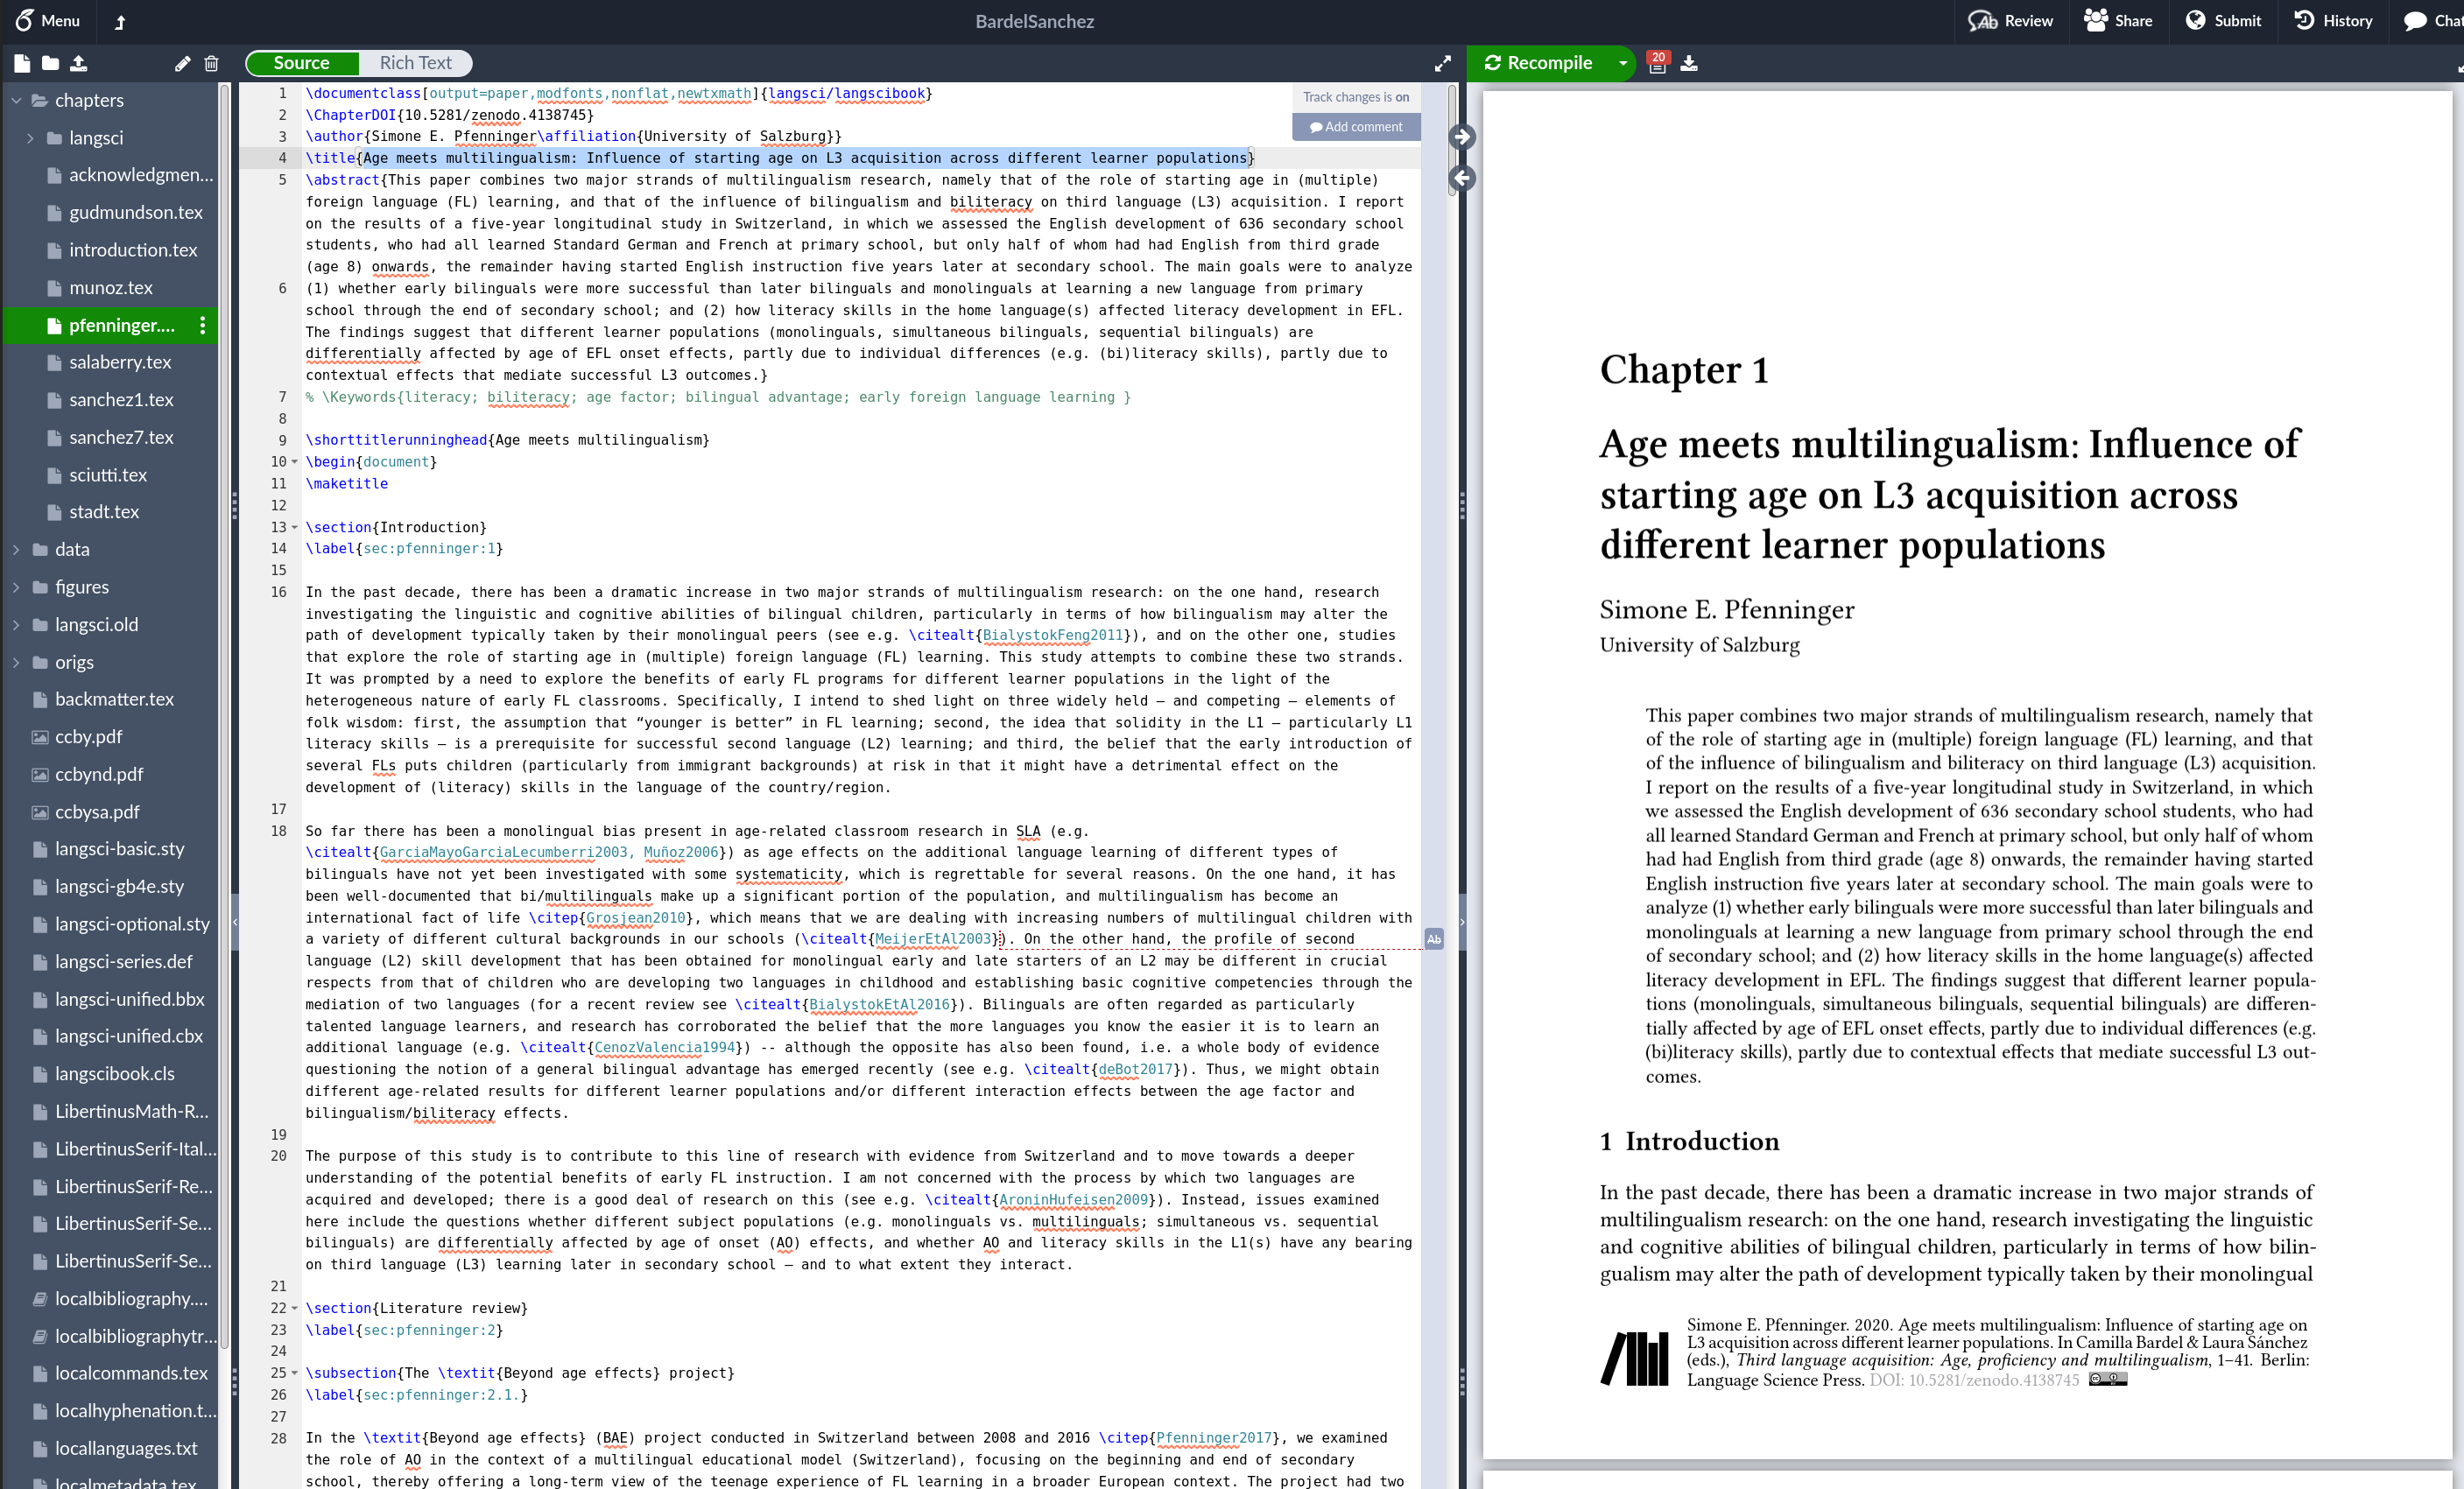 Menu
BardelSanchez
Review
Share
Submit
History
Chat
Source
Rich Text
Recompile
20
chapters
langsci
acknowledgmen...
gudmundson.tex
introduction.tex
munoz.tex
pfenninger....
salaberry.tex
sanchez1.tex
sanchez7.tex
sciutti.tex
stadt.tex
data
figures
langsci.old
origs
backmatter.tex
ccby.pdf
ccbynd.pdf
ccbysa.pdf
langsci-basic.sty
langsci-gb4e.sty
langsci-optional.sty
langsci-series.def
langsci-unified.bbx
langsci-unified.cbx
langscibook.cls
LibertinusMath-R...
LibertinusSerif-Ital...
LibertinusSerif-Re...
LibertinusSerif-Se...
LibertinusSerif-Se...
localbibliography....
localbibliographytr...
localcommands.tex
localhyphenation.t...
locallanguages.txt
localmetadata.tex
Track changes is on
Add comment
1 \documentclass[output=paper,modfonts,nonflat,newtxmath]{langsci/langscibook}
2 \ChapterDOI{10.5281/zenodo.4138745}
3 \author{Simone E. Pfenninger\affiliation{University of Salzburg}}
4 \title{Age meets multilingualism: Influence of starting age on L3 acquisition across different learner populations}
5 \abstract{This paper combines two major strands of multilingualism research, namely that of the role of starting age in (multiple)
foreign language (FL) learning, and that of the influence of bilingualism and biliteracy on third language (L3) acquisition. I report
on the results of a five-year longitudinal study in Switzerland, in which we assessed the English development of 636 secondary school
students, who had all learned Standard German and French at primary school, but only half of whom had had English from third grade
(age 8) onwards, the remainder having started English instruction five years later at secondary school. The main goals were to analyze
6 (1) whether early bilinguals were more successful than later bilinguals and monolinguals at learning a new language from primary
school through the end of secondary school; and (2) how literacy skills in the home language(s) affected literacy development in EFL.
The findings suggest that different learner populations (monolinguals, simultaneous bilinguals, sequential bilinguals) are
differentially affected by age of EFL onset effects, partly due to individual differences (e.g. (bi)literacy skills), partly due to
contextual effects that mediate successful L3 outcomes.}
7 % \Keywords{literacy; biliteracy; age factor; bilingual advantage; early foreign language learning }
8
9 \shorttitlerunninghead{Age meets multilingualism}
10 \begin{document}
11 \maketitle
12
13 \section{Introduction}
14 \label{sec:pfenninger:1}
15
16 In the past decade, there has been a dramatic increase in two major strands of multilingualism research: on the one hand, research
investigating the linguistic and cognitive abilities of bilingual children, particularly in terms of how bilingualism may alter the
path of development typically taken by their monolingual peers (see e.g. \citealt{BialystokFeng2011}), and on the other one, studies
that explore the role of starting age in (multiple) foreign language (FL) learning. This study attempts to combine these two strands.
It was prompted by a need to explore the benefits of early FL programs for different learner populations in the light of the
heterogeneous nature of early FL classrooms. Specifically, I intend to shed light on three widely held – and competing – elements of
folk wisdom: first, the assumption that “younger is better” in FL learning; second, the idea that solidity in the L1 – particularly L1
literacy skills – is a prerequisite for successful second language (L2) learning; and third, the belief that the early introduction of
several FLs puts children (particularly from immigrant backgrounds) at risk in that it might have a detrimental effect on the
development of (literacy) skills in the language of the country/region.
17
18 So far there has been a monolingual bias present in age-related classroom research in SLA (e.g.
\citealt{GarciaMayoGarciaLecumberri2003, Muñoz2006}) as age effects on the additional language learning of different types of
bilinguals have not yet been investigated with some systematicity, which is regrettable for several reasons. On the one hand, it has
been well-documented that bi/multilinguals make up a significant portion of the population, and multilingualism has become an
international fact of life \citep{Grosjean2010}, which means that we are dealing with increasing numbers of multilingual children with
a variety of different cultural backgrounds in our schools (\citealt{MeijerEtAl2003}). On the other hand, the profile of second
Ab
language (L2) skill development that has been obtained for monolingual early and late starters of an L2 may be different in crucial
respects from that of children who are developing two languages in childhood and establishing basic cognitive competencies through the
mediation of two languages (for a recent review see \citealt{BialystokEtAl2016}). Bilinguals are often regarded as particularly
talented language learners, and research has corroborated the belief that the more languages you know the easier it is to learn an
additional language (e.g. \citealt{CenozValencia1994}) -- although the opposite has also been found, i.e. a whole body of evidence
questioning the notion of a general bilingual advantage has emerged recently (see e.g. \citealt{deBot2017}). Thus, we might obtain
different age-related results for different learner populations and/or different interaction effects between the age factor and
bilingualism/biliteracy effects.
19
20 The purpose of this study is to contribute to this line of research with evidence from Switzerland and to move towards a deeper
understanding of the potential benefits of early FL instruction. I am not concerned with the process by which two languages are
acquired and developed; there is a good deal of research on this (see e.g. \citealt{AroninHufeisen2009}). Instead, issues examined
here include the questions whether different subject populations (e.g. monolinguals vs. multilinguals; simultaneous vs. sequential
bilinguals) are differentially affected by age of onset (AO) effects, and whether AO and literacy skills in the L1(s) have any bearing
on third language (L3) learning later in secondary school – and to what extent they interact.
21
22 \section{Literature review}
23 \label{sec:pfenninger:2}
24
25 \subsection{The \textit{Beyond age effects} project}
26 \label{sec:pfenninger:2.1.}
27
28 In the \textit{Beyond age effects} (BAE) project conducted in Switzerland between 2008 and 2016 \citep{Pfenninger2017}, we examined
the role of AO in the context of a multilingual educational model (Switzerland), focusing on the beginning and end of secondary
school, thereby offering a long-term view of the teenage experience of FL learning in a broader European context. The project had two
Chapter 1
Age meets multilingualism: Influence of
starting age on L3 acquisition across
different learner populations
Simone E. Pfenninger
University of Salzburg
This paper combines two major strands of multilingualism research, namely that
of the role of starting age in (multiple) foreign language (FL) learning, and that
of the influence of bilingualism and biliteracy on third language (L3) acquisition.
I report on the results of a five-year longitudinal study in Switzerland, in which
we assessed the English development of 636 secondary school students, who had
all learned Standard German and French at primary school, but only half of whom
had had English from third grade (age 8) onwards, the remainder having started
English instruction five years later at secondary school. The main goals were to
analyze (1) whether early bilinguals were more successful than later bilinguals and
monolinguals at learning a new language from primary school through the end
of secondary school; and (2) how literacy skills in the home language(s) affected
literacy development in EFL. The findings suggest that different learner popula-
tions (monolinguals, simultaneous bilinguals, sequential bilinguals) are differen-
tially affected by age of EFL onset effects, partly due to individual differences (e.g.
(bi)literacy skills), partly due to contextual effects that mediate successful L3 out-
comes.
1 Introduction
In the past decade, there has been a dramatic increase in two major strands of
multilingualism research: on the one hand, research investigating the linguistic
and cognitive abilities of bilingual children, particularly in terms of how bilin-
gualism may alter the path of development typically taken by their monolingual
Simone E. Pfenninger. 2020. Age meets multilingualism: Influence of starting age on
L3 acquisition across different learner populations. In Camilla Bardel & Laura Sánchez
(eds.), Third language acquisition: Age, proficiency and multilingualism, 1–41. Berlin:
Language Science Press. DOI: 10.5281/zenodo.4138745